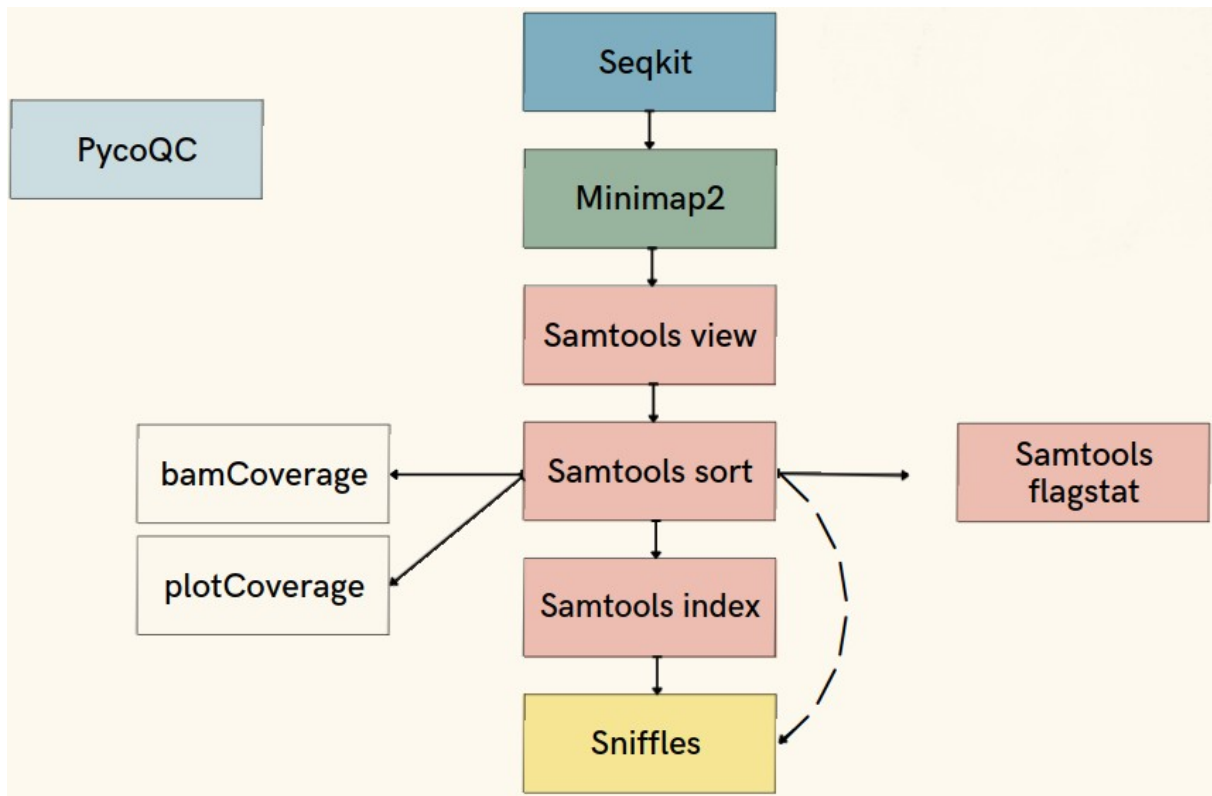 Seqkit
PycoQC
Minimap2
Samtools view
bamCoverage
Samtools sort
Samtools
flagstat
plotCoverage
Samtools index
Sniffles